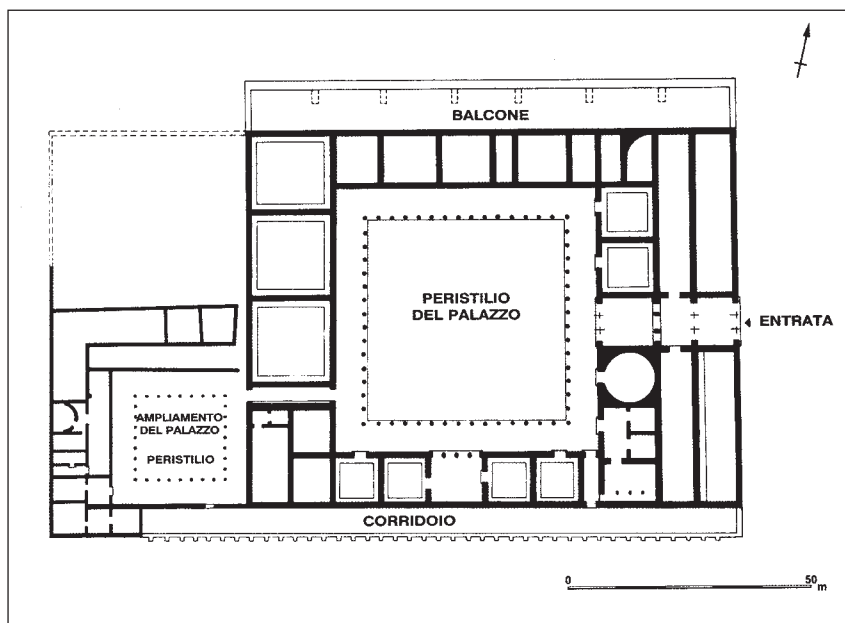 BALCONE
PERISTILIO
DEL PALAZZO
ENTRATA
AMPLIAMENTO
DEL PALAZZO
PERISTILIO
CORRIDOIO
0
50
m